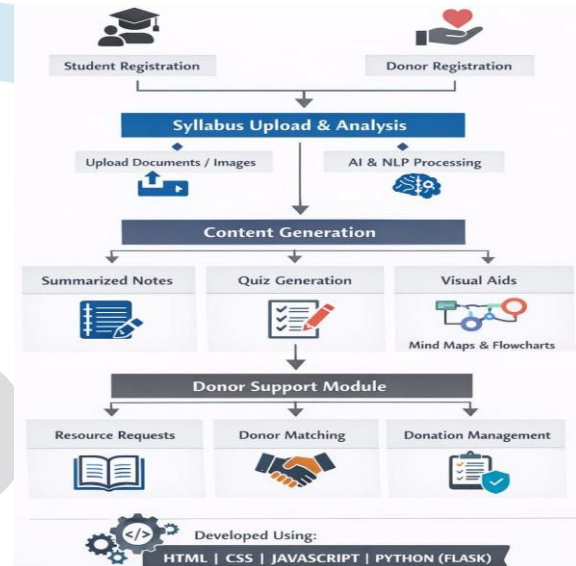 Student Registration
Donor Registration
Syllabus Upload & Analysis
Upload Documents / Images
AI & NLP Processing
Content Generation
Summarized Notes
Quiz Generation
Visual Aids
Mind Maps & Flowcharts
Donor Support Module
Resource Requests
Donor Matching
Donation Management
</>
Developed Using:
HTML | CSS | JAVASCRIPT | PYTHON (FLASK)